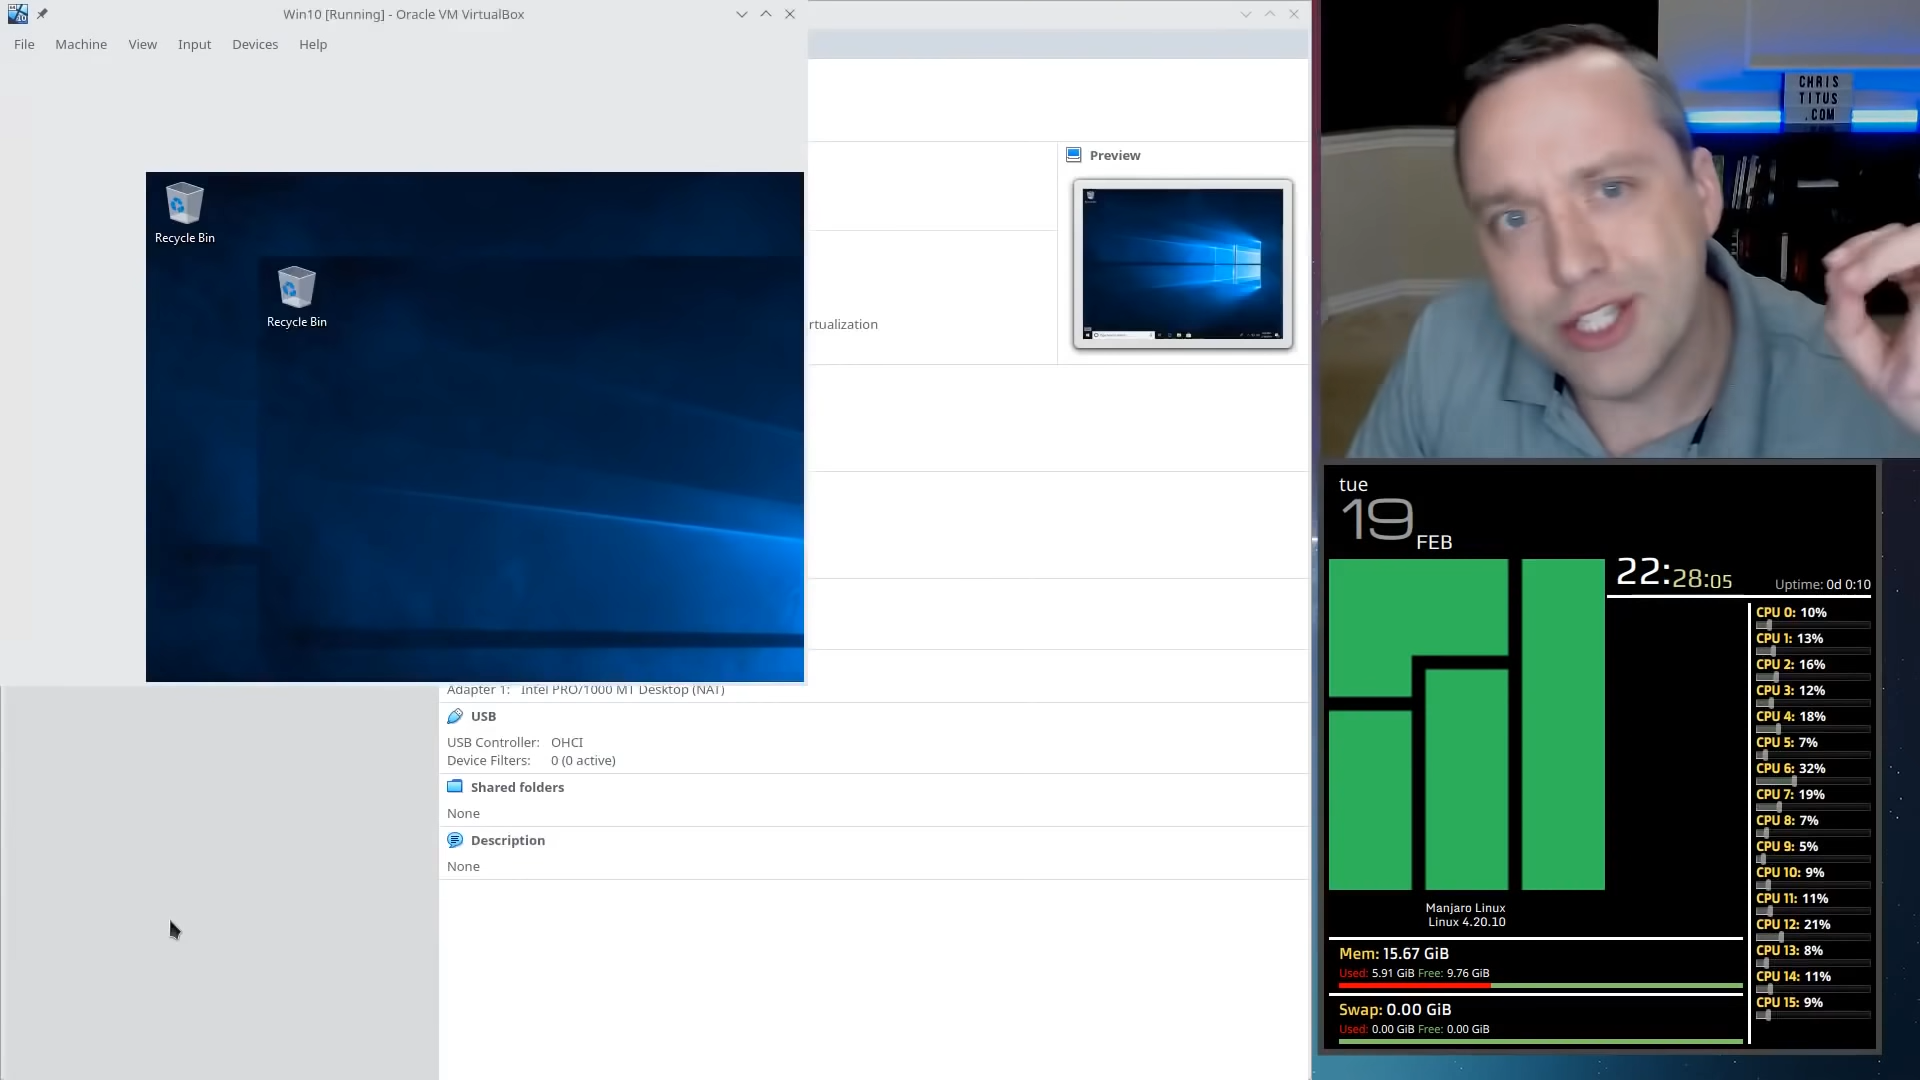 Win10 [Running] - Oracle VM VirtualBox
File Machine View Input Devices Help
Recycle Bin
Recycle Bin
Preview
rtualization
Adapter 1: Intel PRO/1000 MT Desktop (NAT)
USB
USB Controller: OHCI
Device Filters: 0 (0 active)
Shared folders
None
Description
None
CHRIS
TITUS
.COM
tue
19
FEB
22:28:05
Uptime: 0d 0:10
CPU 0: 10%
CPU 1: 13%
CPU 2: 16%
CPU 3: 12%
CPU 4: 18%
CPU 5: 7%
CPU 6: 32%
CPU 7: 19%
CPU 8: 7%
CPU 9: 5%
CPU 10: 9%
CPU 11: 11%
CPU 12: 21%
CPU 13: 8%
CPU 14: 11%
CPU 15: 9%
Manjaro Linux
Linux 4.20.10
Mem: 15.67 GiB
Used: 5.91 GiB Free: 9.76 GiB
Swap: 0.00 GiB
Used: 0.00 GiB Free: 0.00 GiB